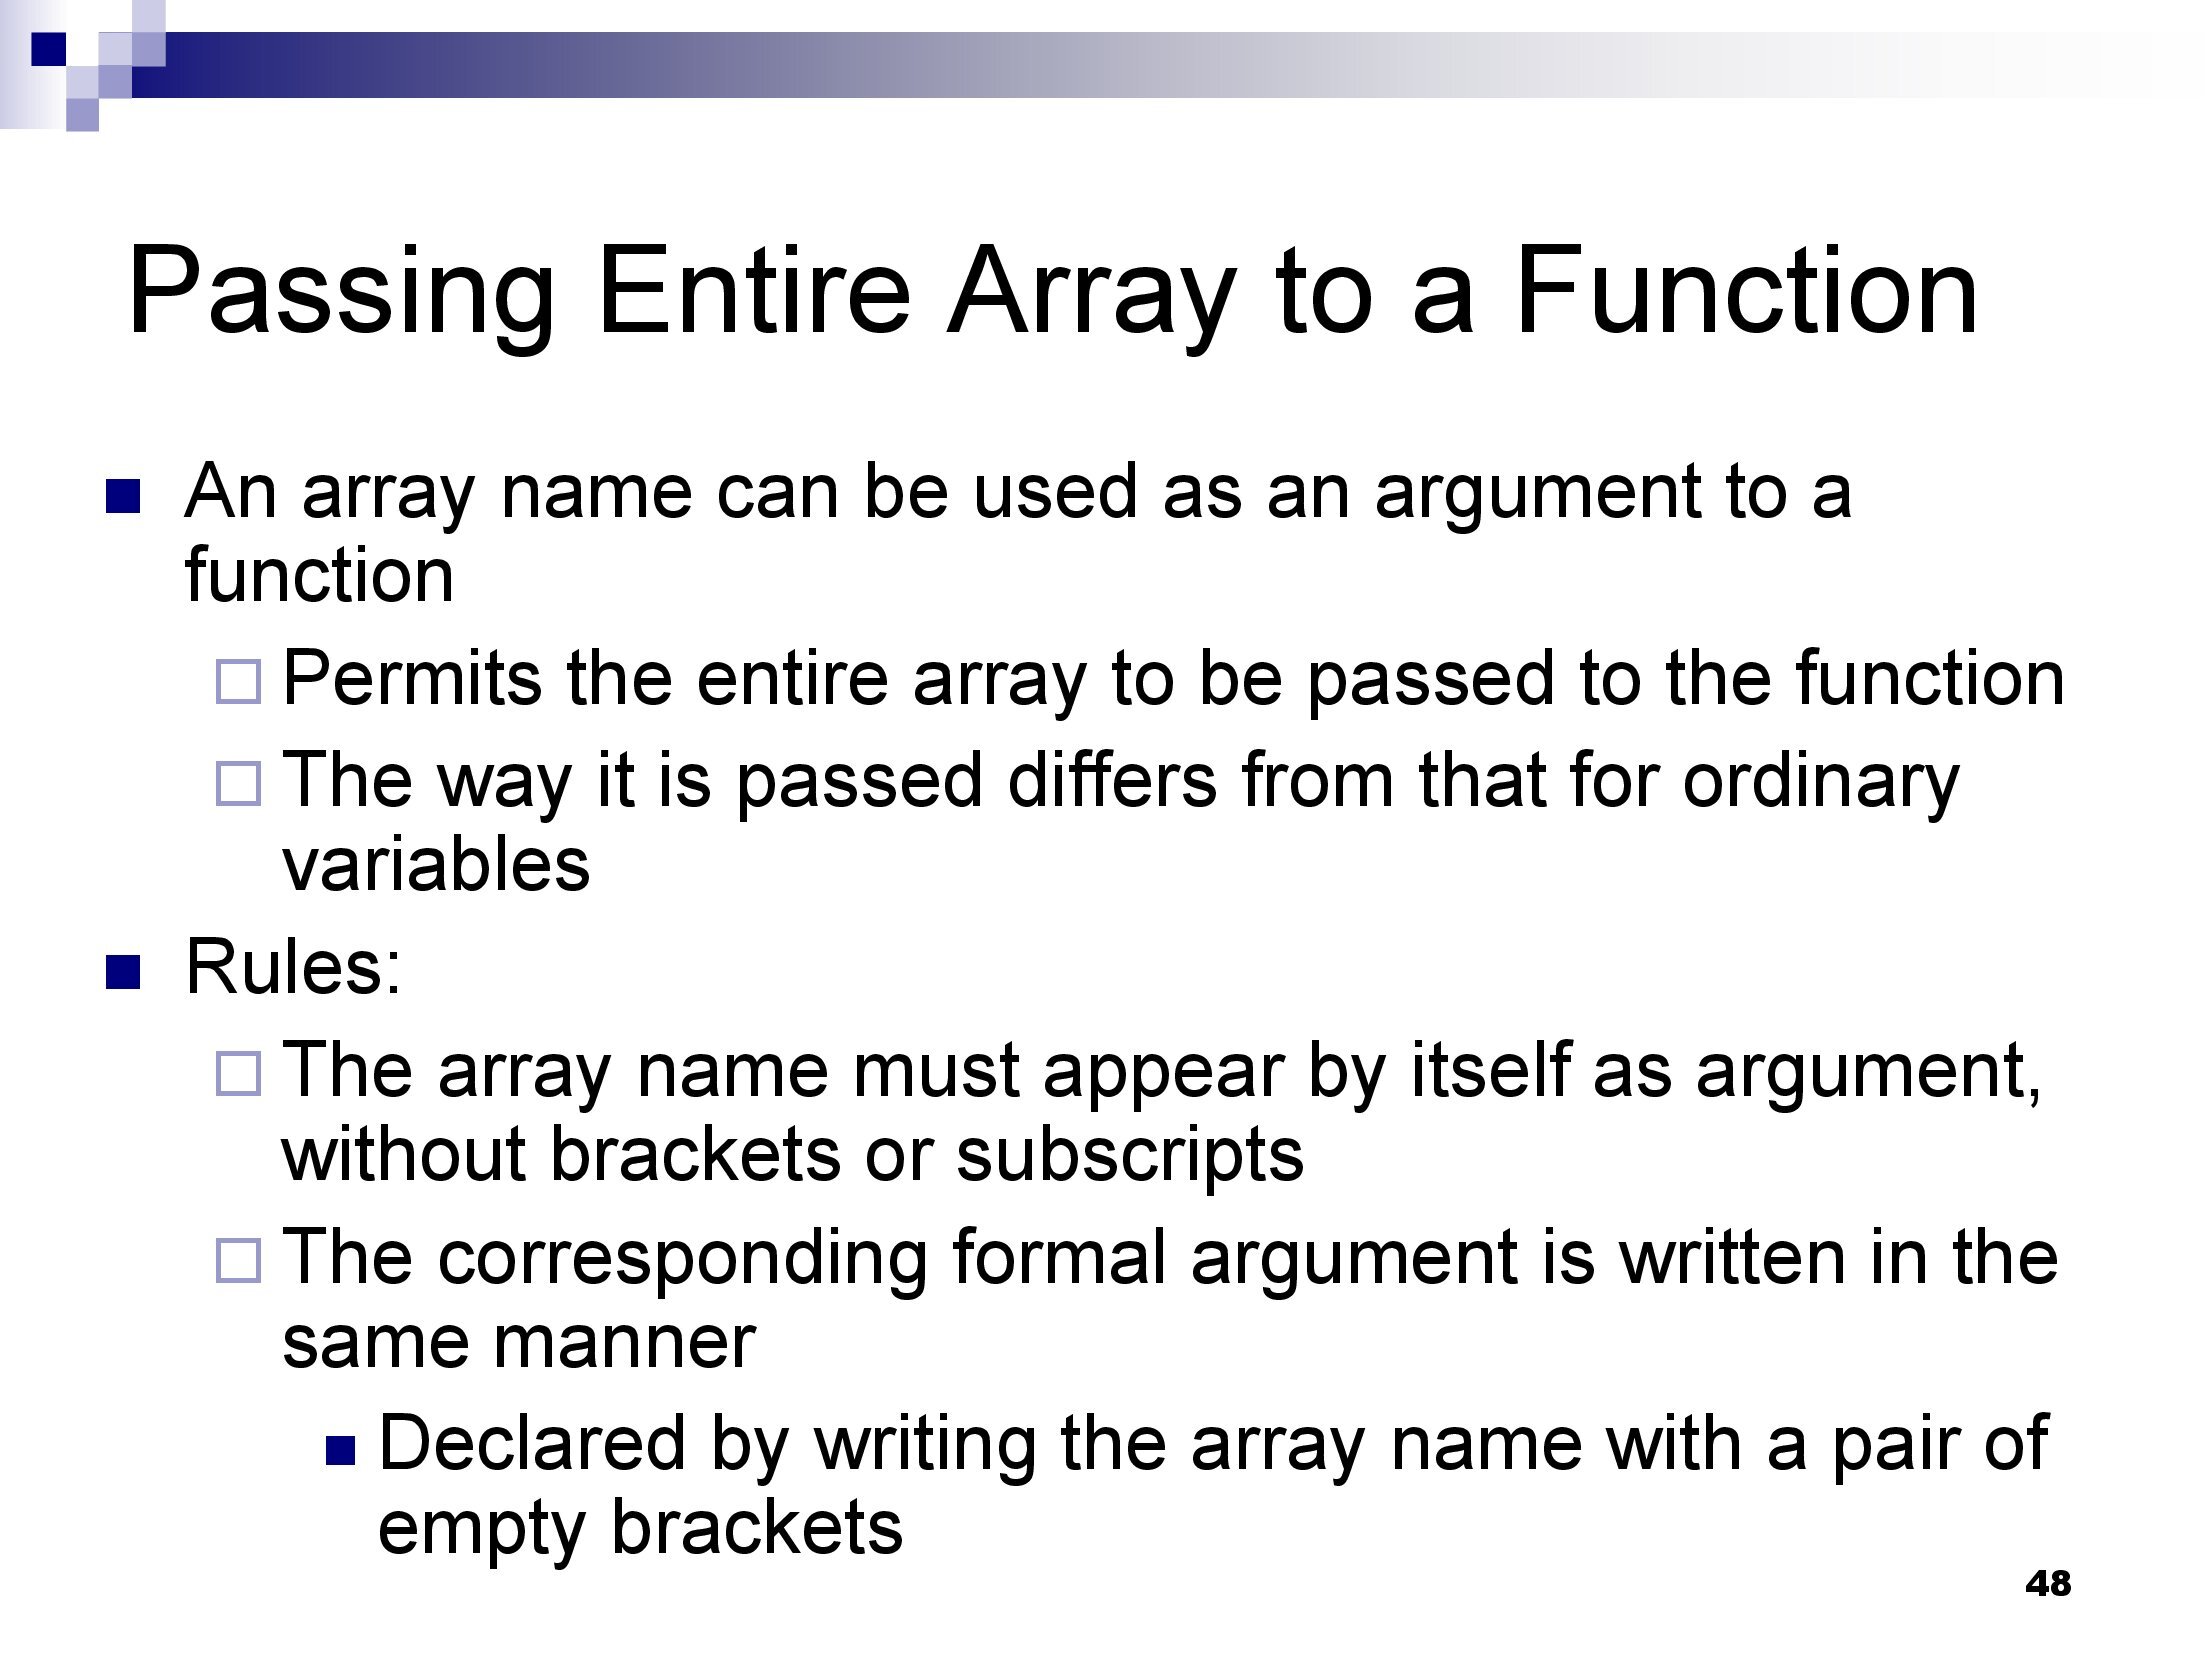 Passing Entire Array to a Function
An array name can be used as an argument to a
function
Permits the entire array to be passed to the function
The way it is passed differs from that for ordinary
variables
Rules:
The array name must appear by itself as argument,
without brackets or subscripts
The corresponding formal argument is written in the
same manner
Declared by writing the array name with a pair of
empty brackets
48